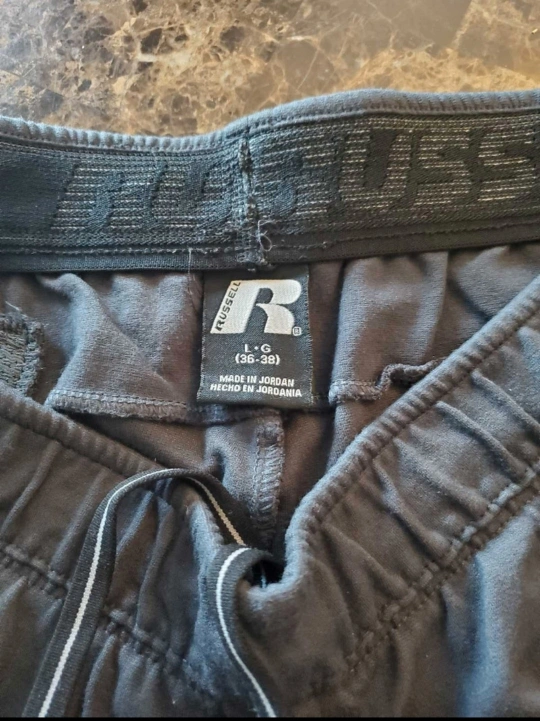 RUSSELL
R
L•G
(36-38)
MADE IN JORDAN
HECHO EN JORDANIA